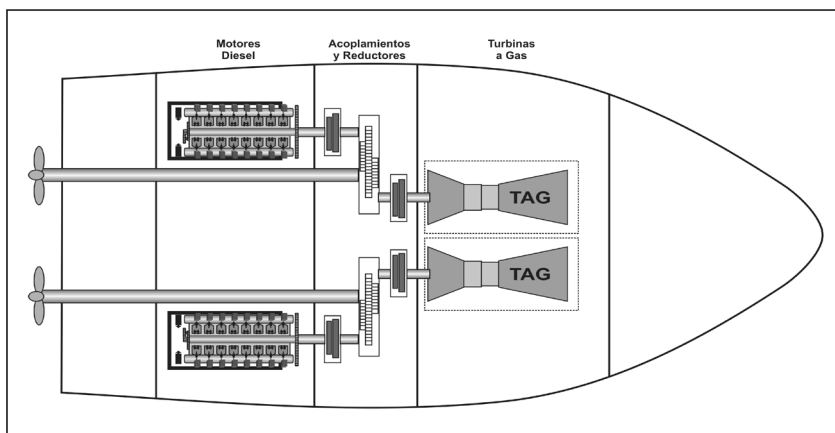 Motores
Diesel
Acoplamientos
y Reductores
Turbinas
a Gas
TAG
TAG